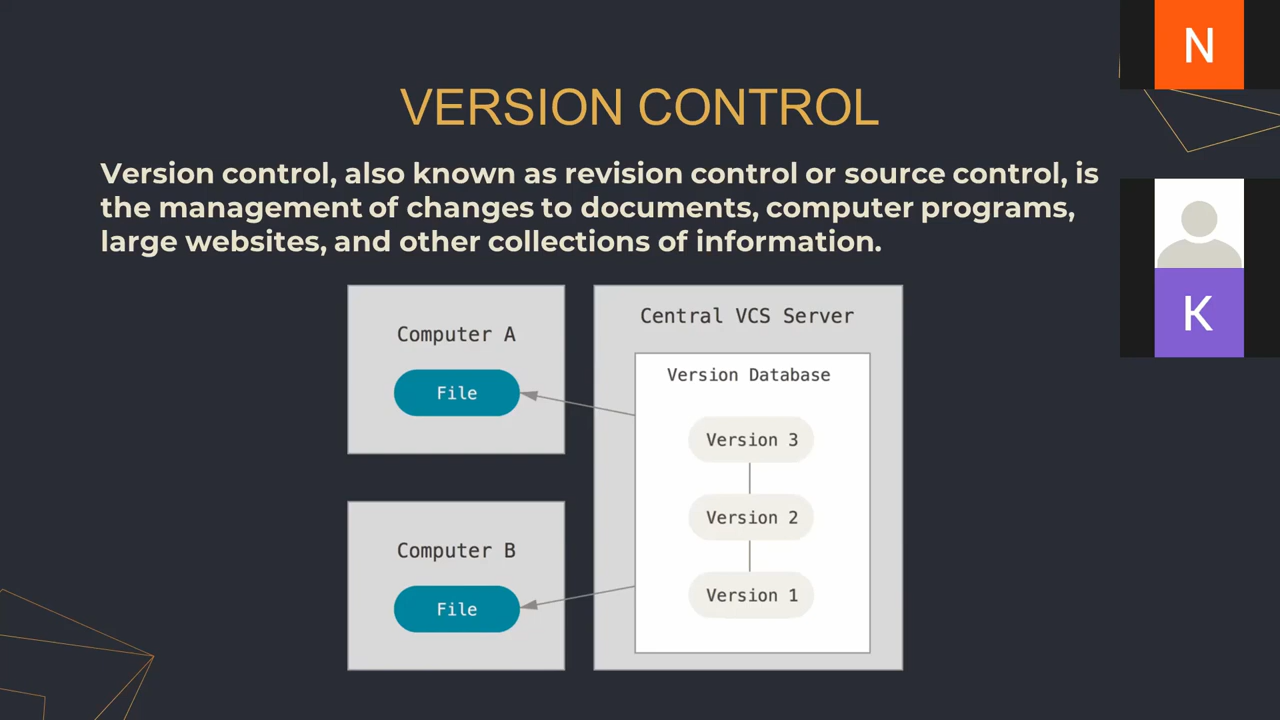 VERSION CONTROL
Version control, also known as revision control or source control, is
the management of changes to documents, computer programs,
large websites, and other collections of information.
Computer A
File
Computer B
File
Central VCS Server
Version Database
Version 3
Version 2
Version 1
N
K